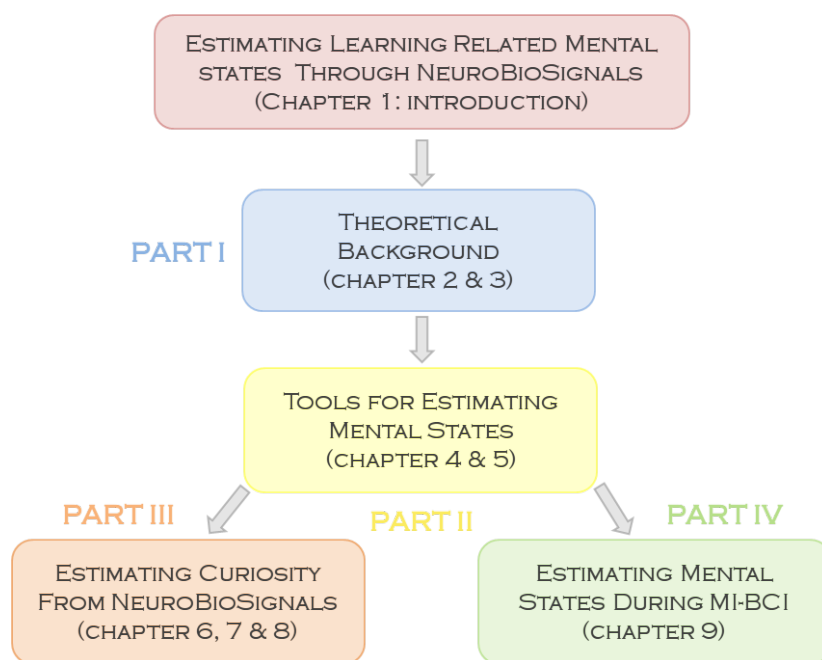 Estimating Learning Related Mental
states Through NeuroBioSignals
(Chapter 1: introduction)
PART I
Theoretical
Background
(chapter 2 & 3)
Tools for Estimating
Mental States
(chapter 4 & 5)
PART III
PART II
PART IV
Estimating Curiosity
From NeuroBioSignals
(chapter 6, 7 & 8)
Estimating Mental
States During MI-BCI
(chapter 9)